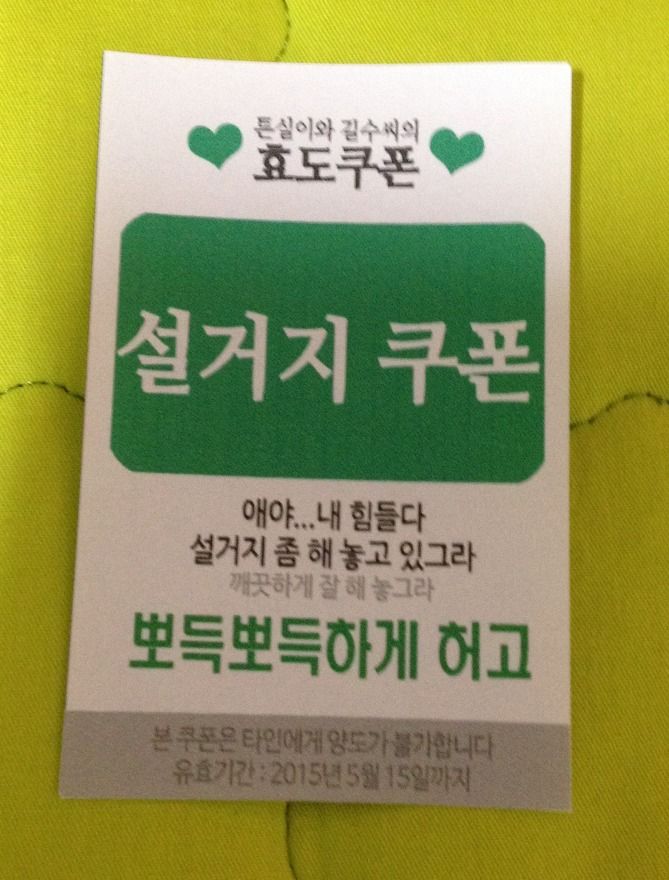 튼실이와 길수씨의
효도쿠폰
설거지 쿠폰
애야...내 힘들다
설거지 좀 해 놓고 있그라
깨끗하게 잘 해 놓그라
뽀득뽀득하게 허고
본 쿠폰은 타인에게 양도가 불가합니다
유효기간 : 2015년 5월 15일까지